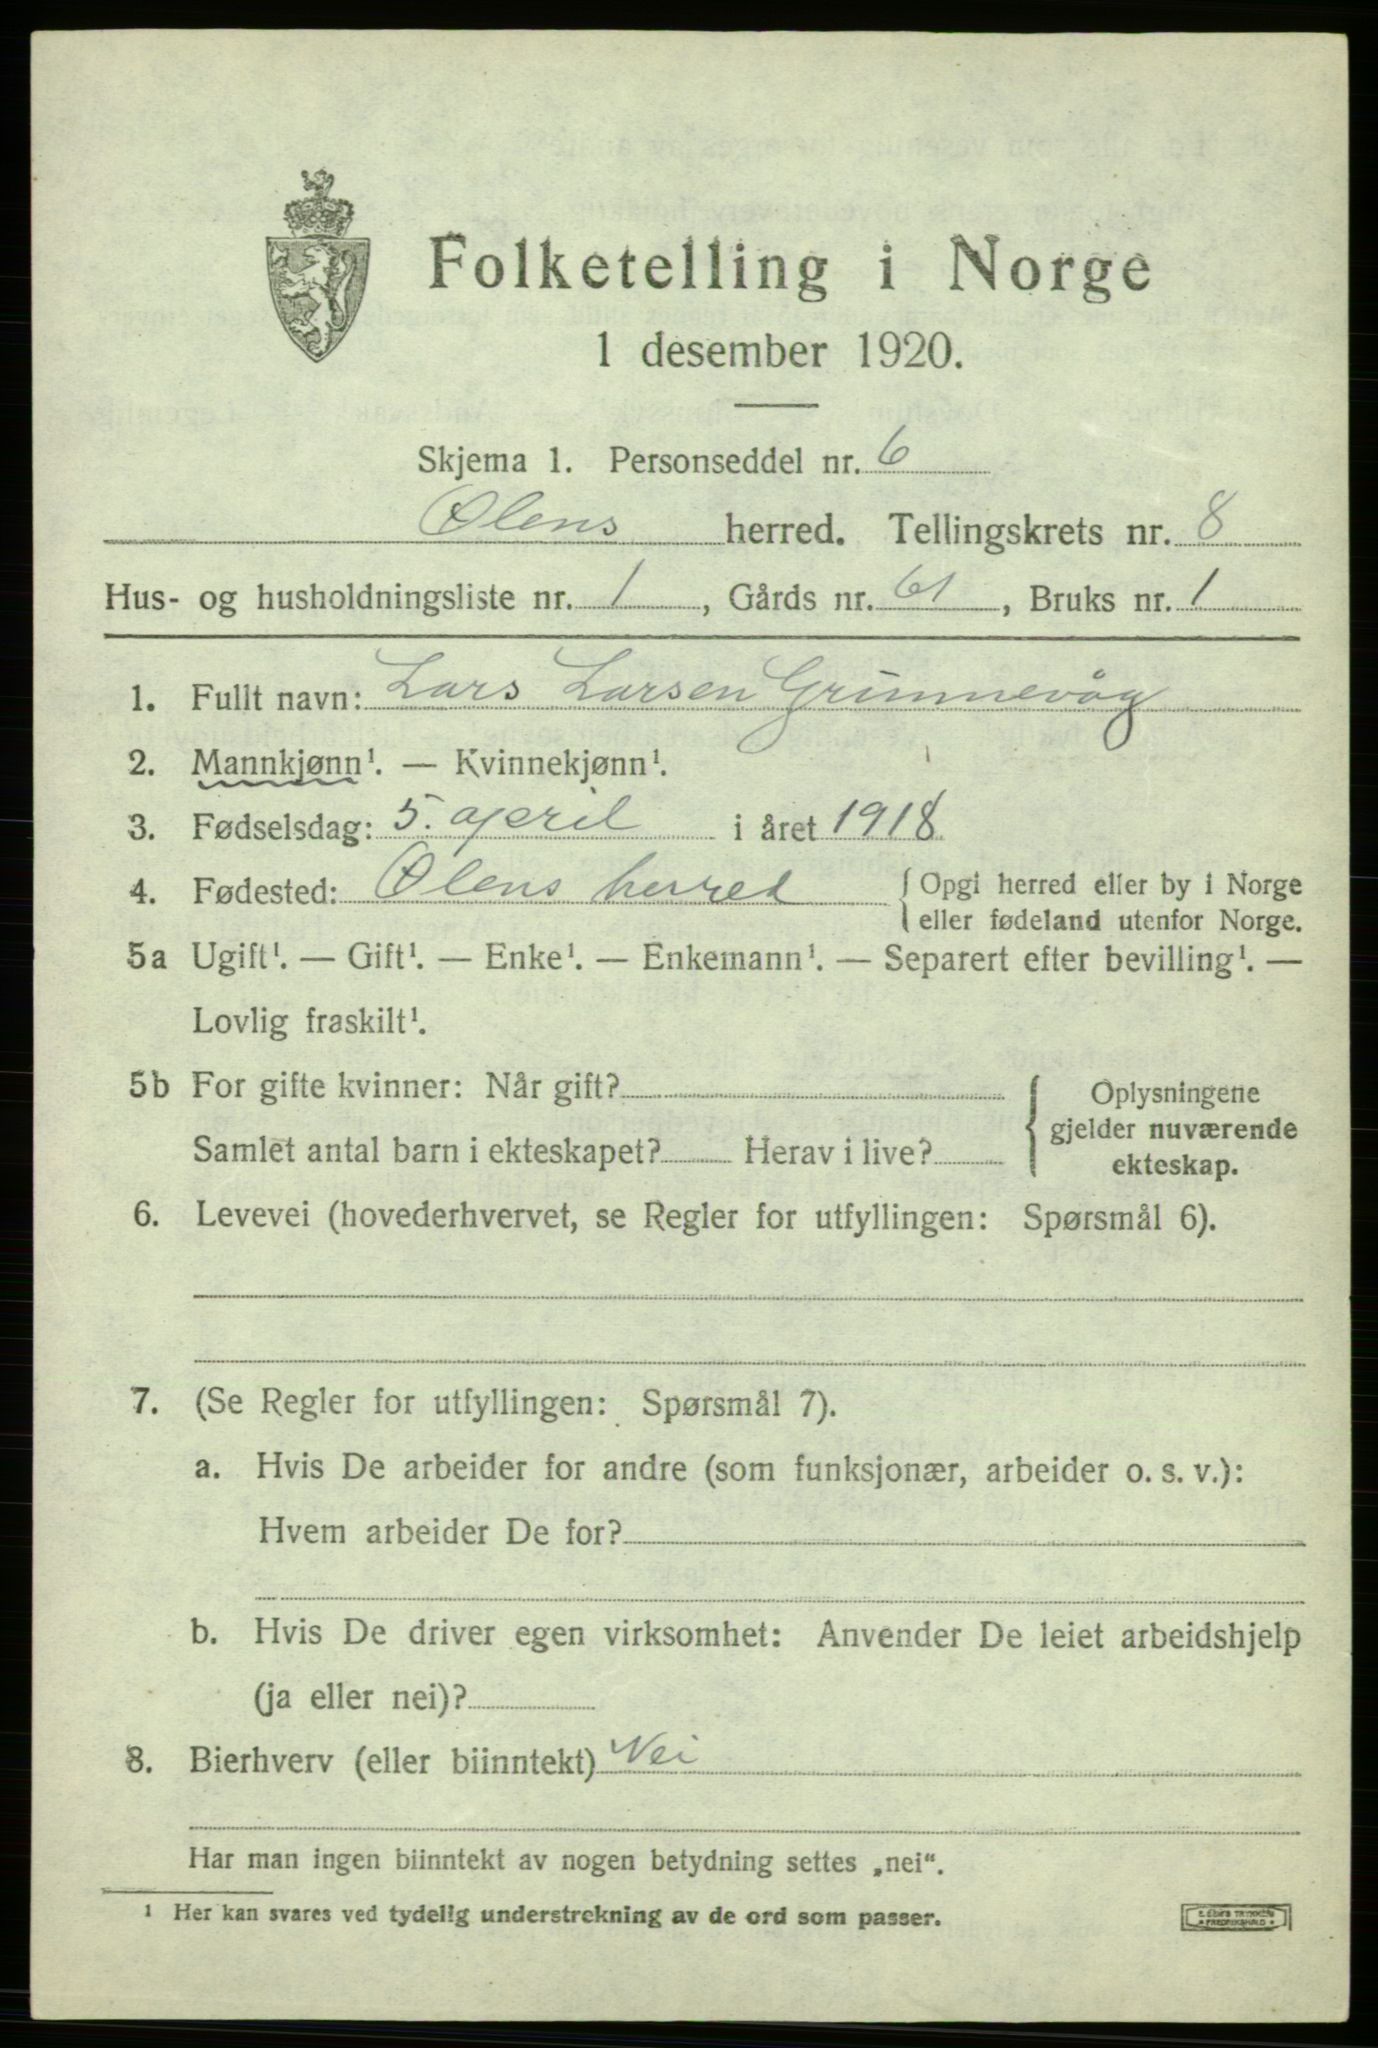 Folketelling i Norge
1 desember 1920.
Skjema 1. Personseddel nr. 6
Ølens herred. Tellingskrets nr. 8
Hus- og husholdningsliste nr. 1, Gårds nr. 61, Bruks nr. 1
1. Fullt navn: Lars Larsen Grimnevåg
2. Mannkjønn¹. — Kvinnekjønn¹.
3. Fødselsdag: 5. april i året 1918
4. Fødested: Ølens herred { Opgi herred eller by i Norge
eller fødeland utenfor Norge.
5a Ugift¹. — Gift¹. — Enke¹. — Enkemann¹. — Separert efter bevilling¹. —
Lovlig fraskilt¹.
5b For gifte kvinner: Når gift?
Samlet antal barn i ekteskapet? Herav i live?
{ Oplysningene
gjelder nuværende
ekteskap.
6. Levevei (hovederhvervet, se Regler for utfyllingen: Spørsmål 6).
7. (Se Regler for utfyllingen: Spørsmål 7).
a. Hvis De arbeider for andre (som funksjonær, arbeider o. s. v.):
Hvem arbeider De for?
b. Hvis De driver egen virksomhet: Anvender De leiet arbeidshjelp
(ja eller nei)?
8. Bierhverv (eller biinntekt) Nei
Har man ingen biinntekt av nogen betydning settes „nei“.
¹ Her kan svares ved tydelig understrekning av de ord som passer.